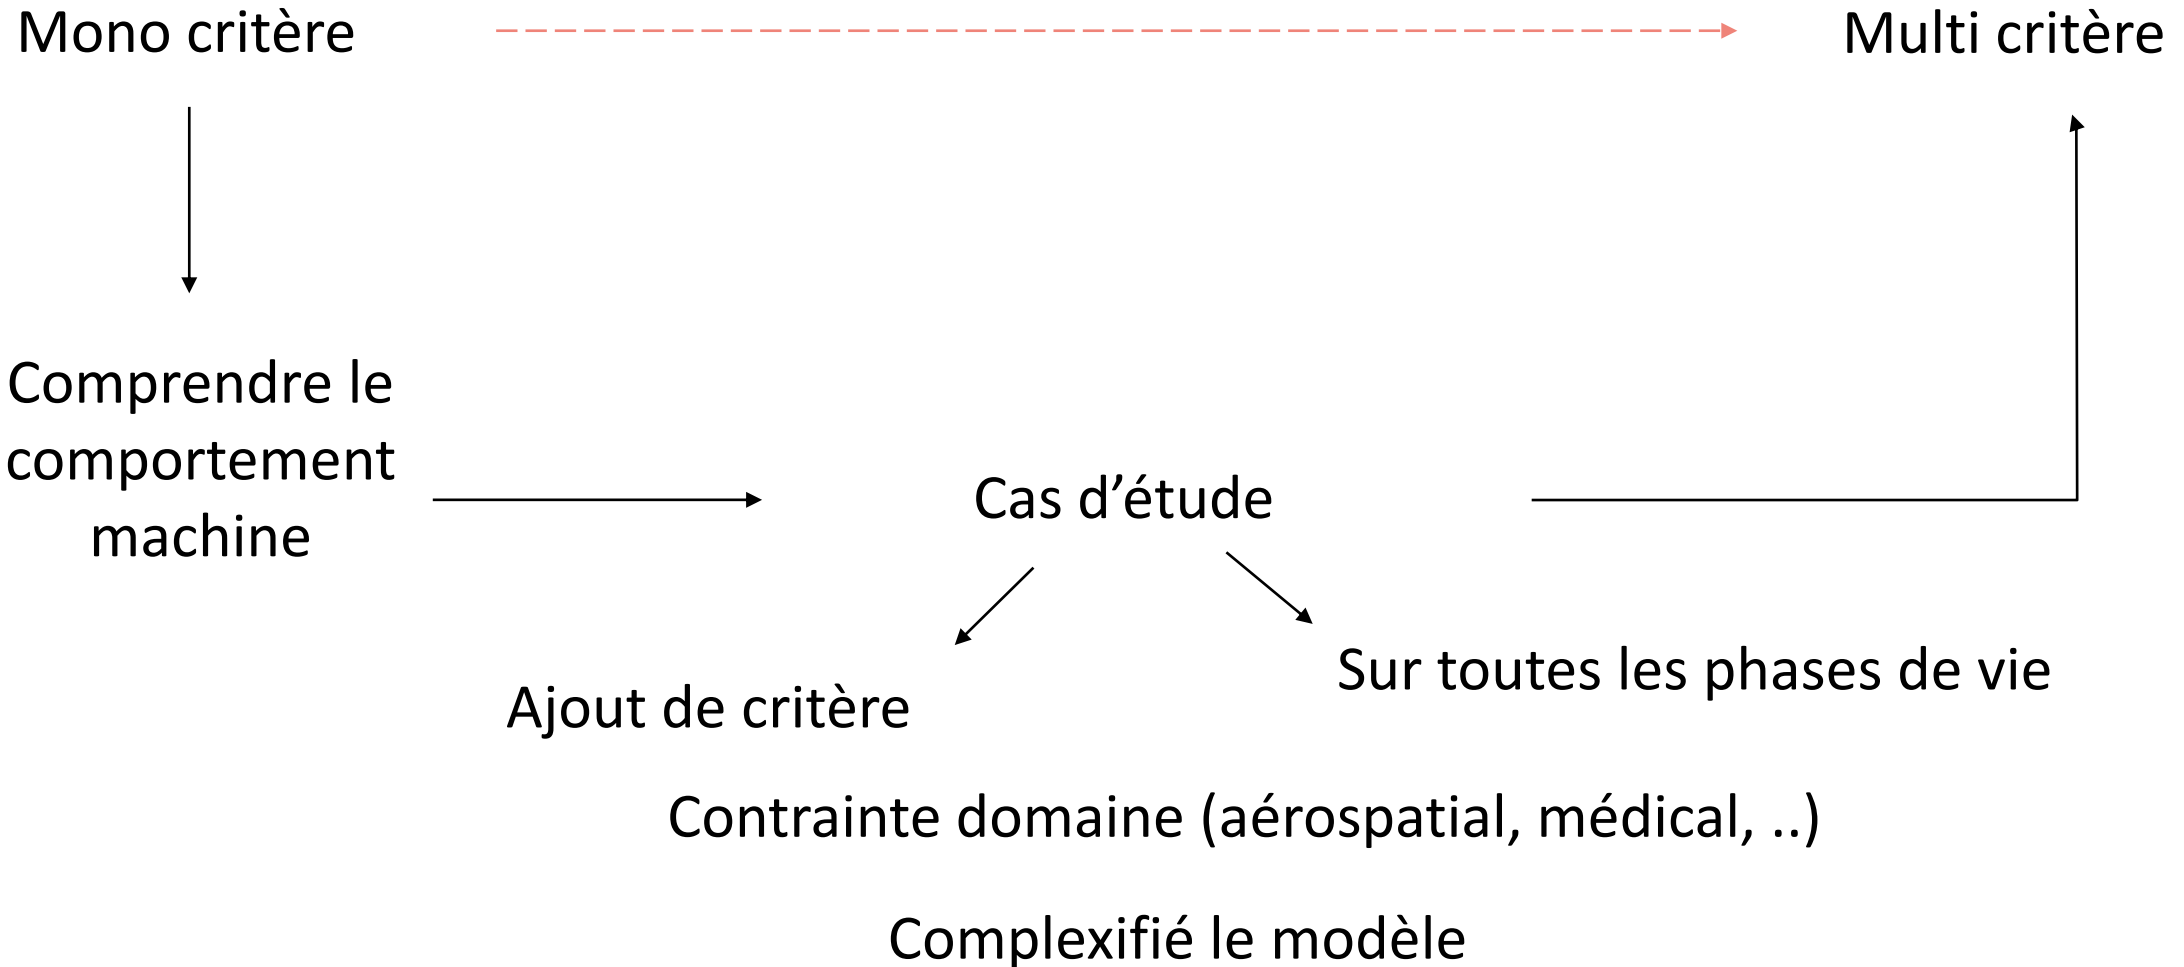 Mono critère
Multi critère
Comprendre le
comportement
machine
Cas d’étude
Sur toutes les phases de vie
Ajout de critère
Contrainte domaine (aérospatial, médical, ..)
Complexifié le modèle